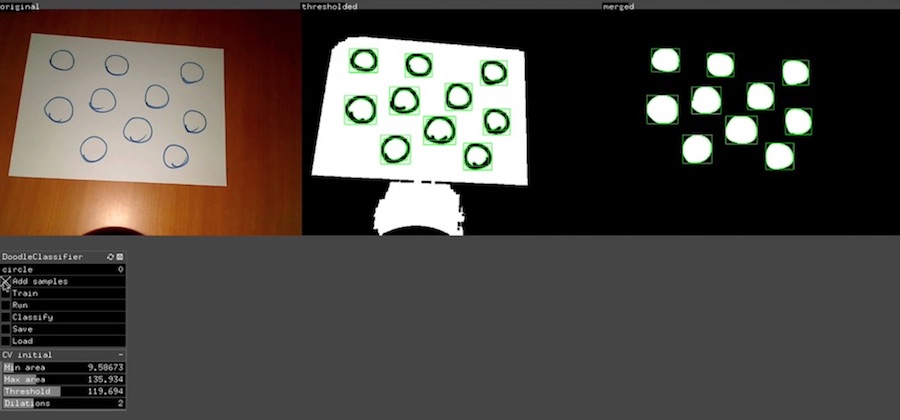 original
thresholded
merged
DoodleClassifier
circle 0
Add samples
Train
Run
Classify
Save
Load
CV initial -
Min area 9.58673
Max area 135.934
Threshold 119.694
Dilations 2